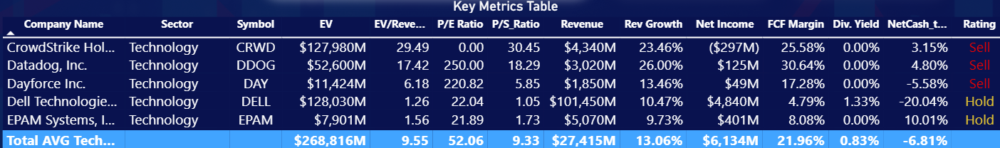 Key Metrics Table
Company Name Sector Symbol EV EV/Reve... P/E Ratio P/S_Ratio Revenue Rev Growth Net Income FCF Margin Div. Yield NetCash_t... Rating
CrowdStrike Hol... Technology CRWD $127,980M 29.49 0.00 30.45 $4,340M 23.46% ($297M) 25.58% 0.00% 3.15% Sell
Datadog, Inc. Technology DDOG $52,600M 17.42 250.00 18.29 $3,020M 26.00% $125M 30.64% 0.00% 4.80% Sell
Dayforce Inc. Technology DAY $11,424M 6.18 220.82 5.85 $1,850M 13.46% $49M 17.28% 0.00% -5.58% Sell
Dell Technologie... Technology DELL $128,030M 1.26 22.04 1.05 $101,450M 10.47% $4,840M 4.79% 1.33% -20.04% Hold
EPAM Systems, I... Technology EPAM $7,901M 1.56 21.89 1.73 $5,070M 9.73% $401M 8.08% 0.00% 10.01% Hold
Total AVG Tech... $268,816M 9.55 52.06 9.33 $27,415M 13.06% $6,134M 21.96% 0.83% -6.81%